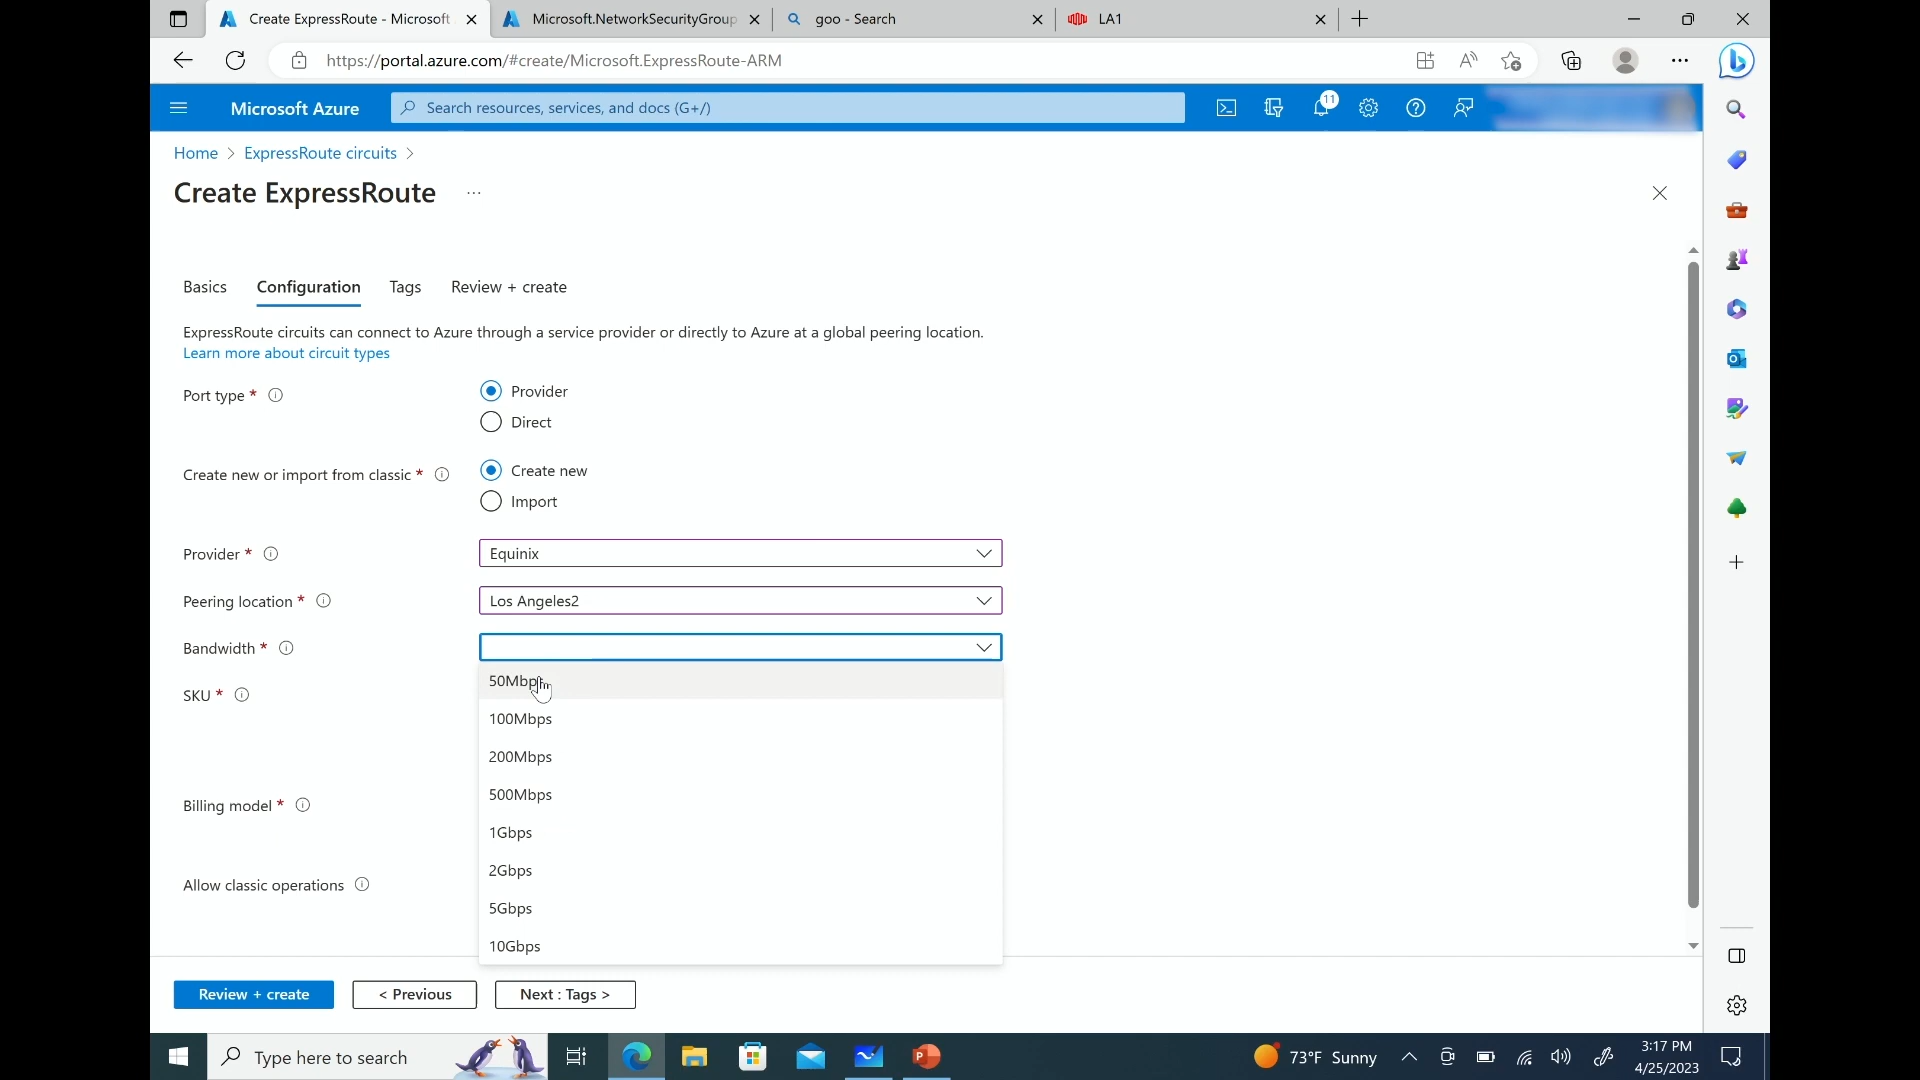 Create ExpressRoute - Microsoft
Microsoft.NetworkSecurityGroup
goo - Search
LA1
https://portal.azure.com/#create/Microsoft.ExpressRoute-ARM
Microsoft Azure
Search resources, services, and docs (G+/)
11
Home > ExpressRoute circuits >
Create ExpressRoute ...
Basics
Configuration
Tags
Review + create
ExpressRoute circuits can connect to Azure through a service provider or directly to Azure at a global peering location.
Learn more about circuit types
Port type *
Provider
Direct
Create new or import from classic *
Create new
Import
Provider *
Equinix
Peering location *
Los Angeles2
Bandwidth *
50Mbps
100Mbps
200Mbps
500Mbps
1Gbps
2Gbps
5Gbps
10Gbps
SKU *
Billing model *
Allow classic operations
Review + create
< Previous
Next : Tags >
Type here to search
73°F Sunny
3:17 PM
4/25/2023